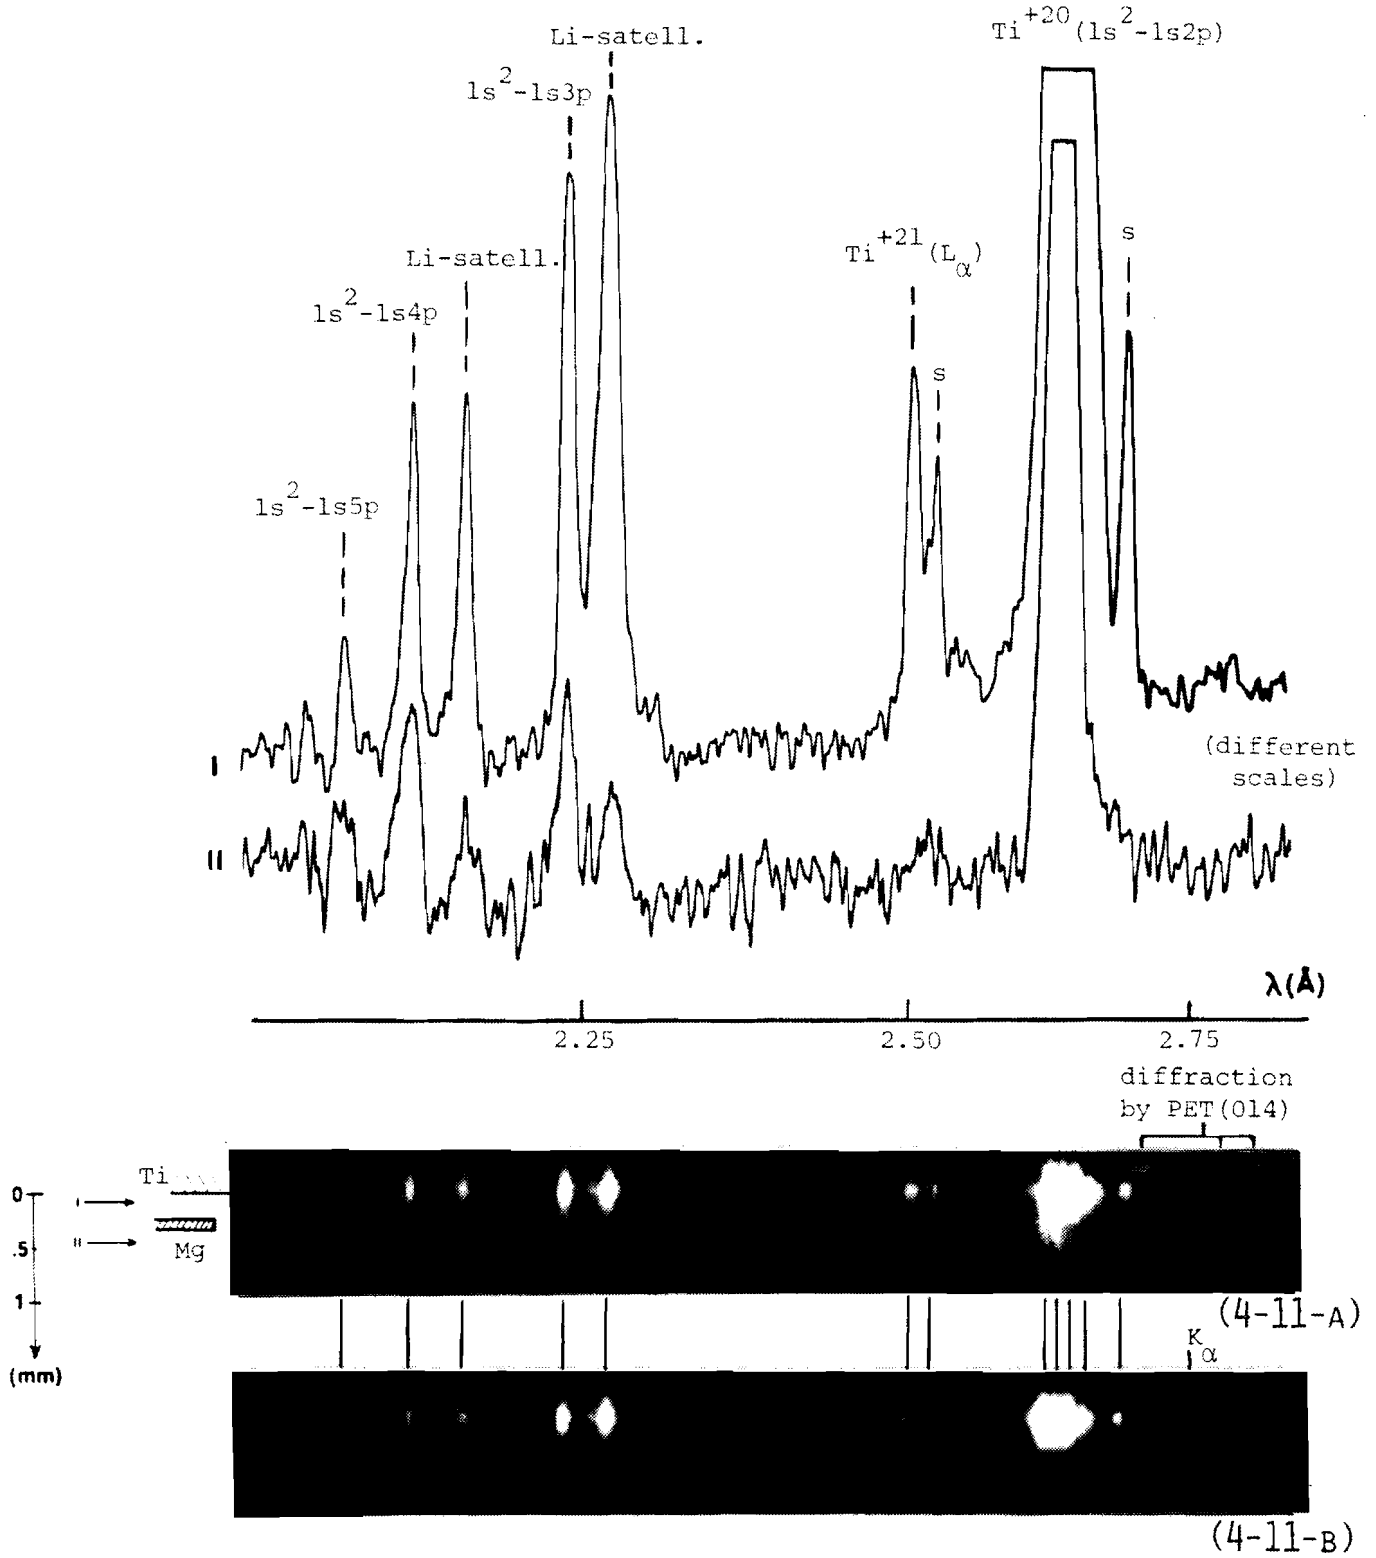 Ti⁺²⁰(1s²-1s2p)
Li-satell.
1s²-1s3p
s
Ti⁺²¹(Lα)
Li-satell.
1s²-1s4p
s
1s²-1s5p
I
(different
scales)
II
λ(Å)
2.25 2.50 2.75
diffraction
by PET(014)
Ti
0
I
.5
II
Mg
1
(mm)
(4-11-A)
Kα
(4-11-B)